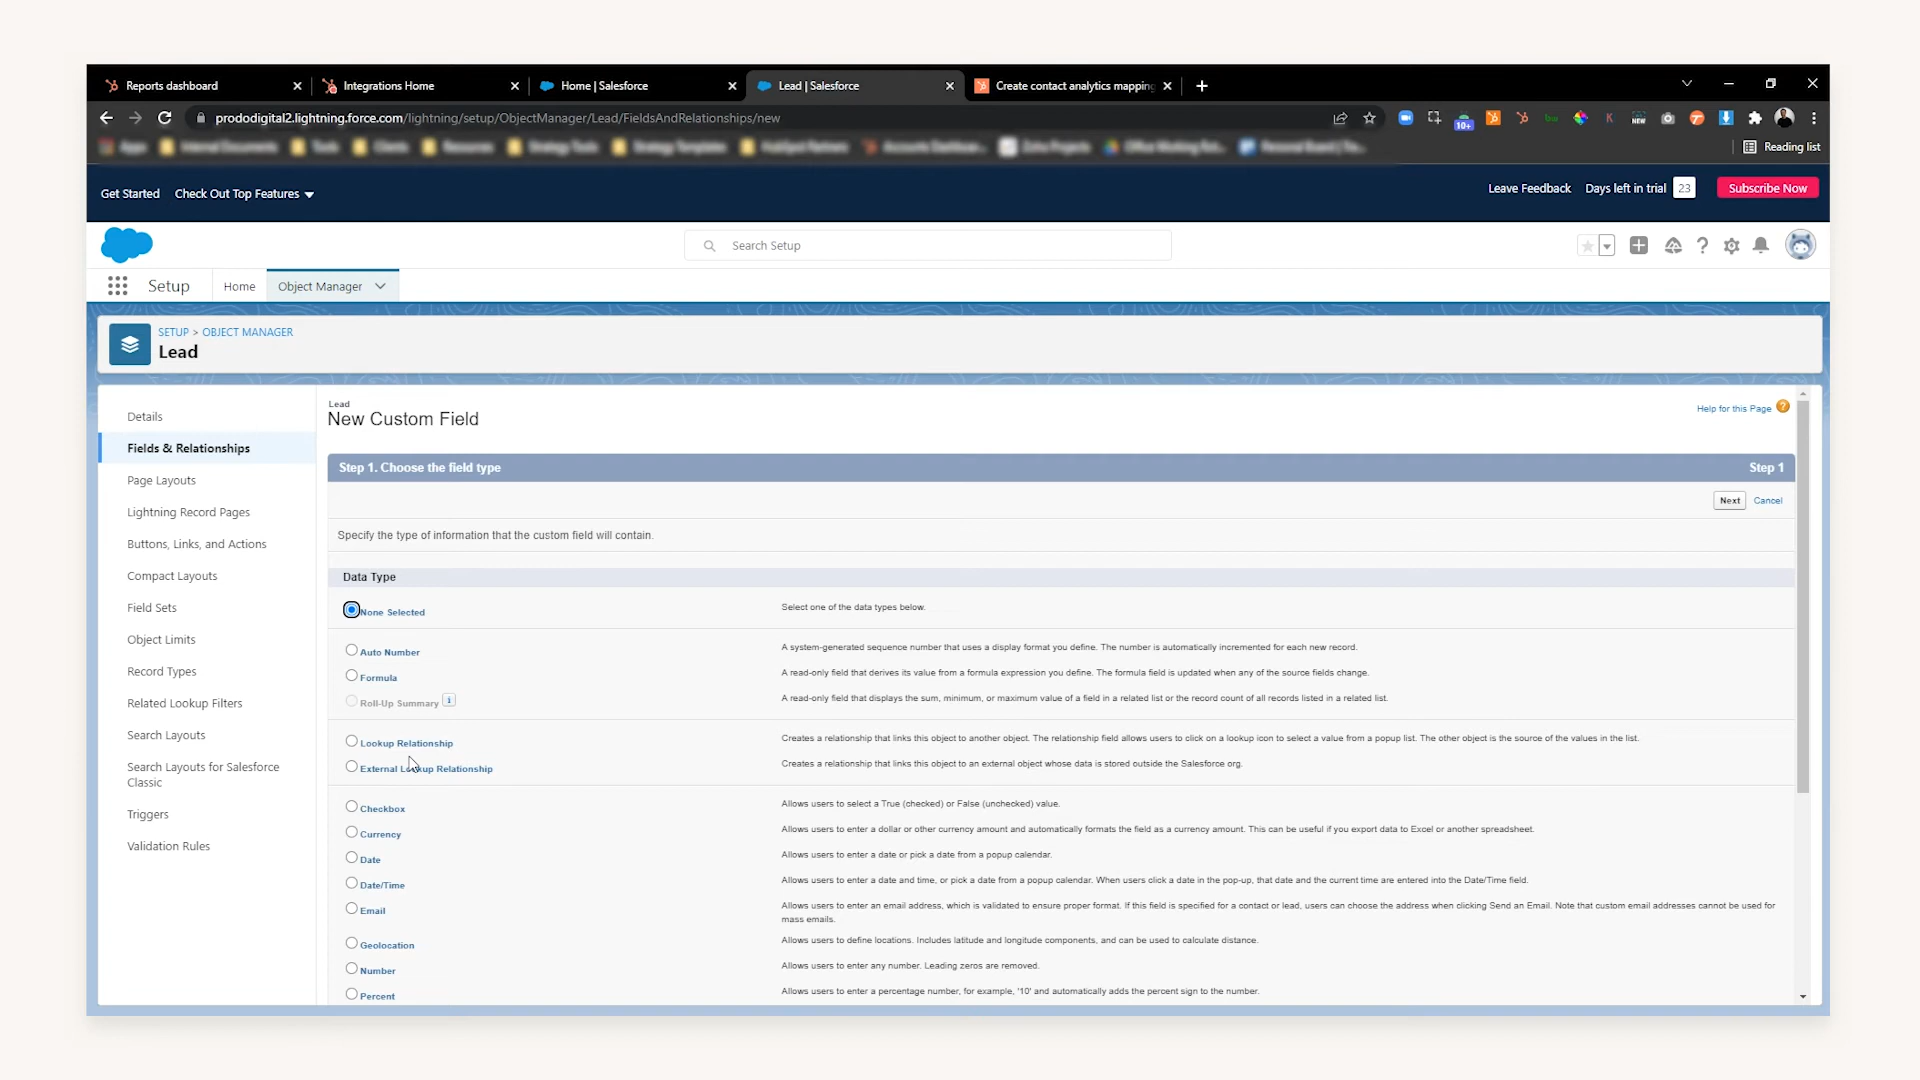 Reports dashboard
Integrations Home
Home | Salesforce
Lead | Salesforce
Create contact analytics mapping
prododigital2.lightning.force.com/lightning/setup/ObjectManager/Lead/FieldsAndRelationships/new
10+
NEW
Reading list
Get Started
Check Out Top Features
Leave Feedback
Days left in trial 23
Subscribe Now
Search Setup
Setup
Home
Object Manager
SETUP > OBJECT MANAGER
Lead
Details
Fields & Relationships
Page Layouts
Lightning Record Pages
Buttons, Links, and Actions
Compact Layouts
Field Sets
Object Limits
Record Types
Related Lookup Filters
Search Layouts
Search Layouts for Salesforce
Classic
Triggers
Validation Rules
Lead
New Custom Field
Help for this Page
Step 1. Choose the field type
Step 1
Next
Cancel
Specify the type of information that the custom field will contain.
Data Type
None Selected
Select one of the data types below.
Auto Number
A system-generated sequence number that uses a display format you define. The number is automatically incremented for each new record.
Formula
A read-only field that derives its value from a formula expression you define. The formula field is updated when any of the source fields change.
Roll-Up Summary
A read-only field that displays the sum, minimum, or maximum value of a field in a related list or the record count of all records listed in a related list.
Lookup Relationship
Creates a relationship that links this object to another object. The relationship field allows users to click on a lookup icon to select a value from a popup list. The other object is the source of the values in the list.
External Lookup Relationship
Creates a relationship that links this object to an external object whose data is stored outside the Salesforce org.
Checkbox
Allows users to select a True (checked) or False (unchecked) value.
Currency
Allows users to enter a dollar or other currency amount and automatically formats the field as a currency amount. This can be useful if you export data to Excel or another spreadsheet.
Date
Allows users to enter a date or pick a date from a popup calendar.
Date/Time
Allows users to enter a date and time, or pick a date from a popup calendar. When users click a date in the pop-up, that date and the current time are entered into the Date/Time field.
Email
Allows users to enter an email address, which is validated to ensure proper format. If this field is specified for a contact or lead, users can choose the address when clicking Send an Email. Note that custom email addresses cannot be used for
mass emails.
Geolocation
Allows users to define locations. Includes latitude and longitude components, and can be used to calculate distance.
Number
Allows users to enter any number. Leading zeros are removed.
Percent
Allows users to enter a percentage number, for example, '10' and automatically adds the percent sign to the number.